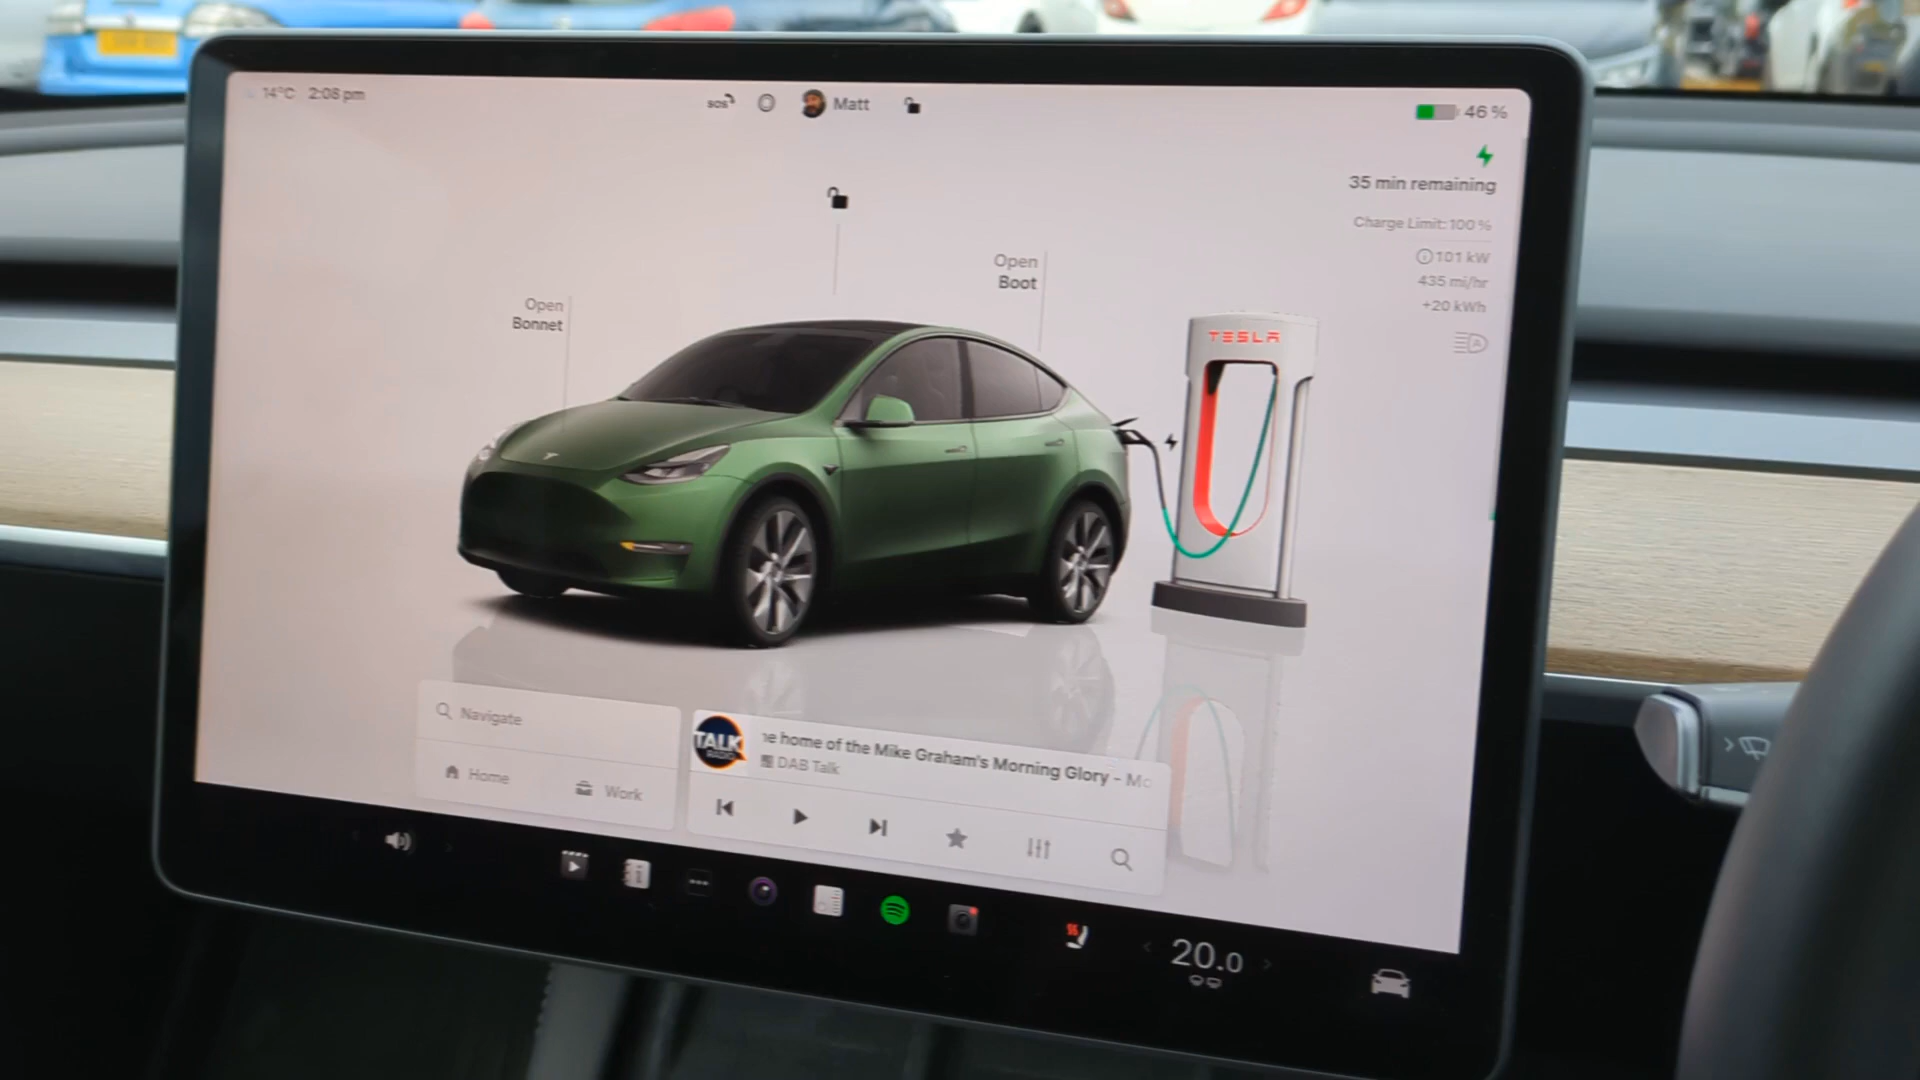 14°C 2:08 pm
SOS
Matt
46 %
35 min remaining
Charge Limit: 100 %
101 kW
435 mi/hr
+20 kWh
Open
Boot
Open
Bonnet
TESLA
Navigate
Home
Work
TALK
RADIO
e home of the Mike Graham's Morning Glory - Mo
DAB Talk
20.0